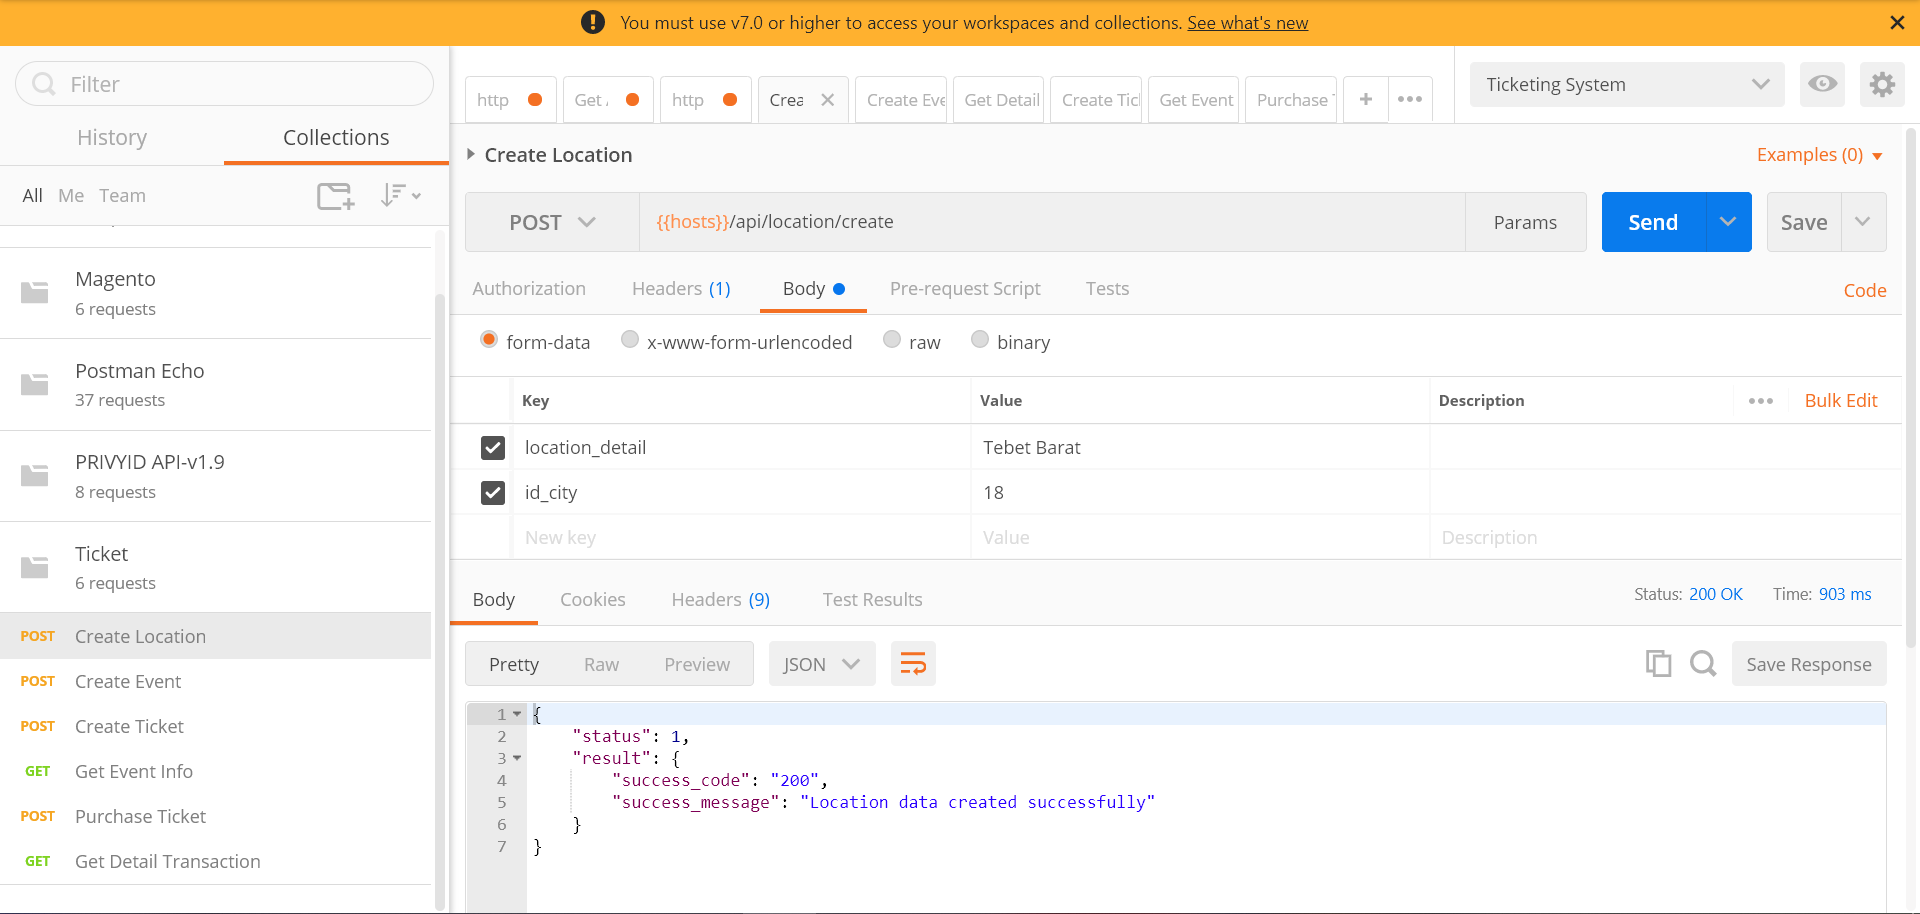 You must use v7.0 or higher to access your workspaces and collections. See what's new
Filter
History
Collections
All Me Team
Magento
6 requests
Postman Echo
37 requests
PRIVYID API-v1.9
8 requests
Ticket
6 requests
POST Create Location
POST Create Event
POST Create Ticket
GET Get Event Info
POST Purchase Ticket
GET Get Detail Transaction
http Get http Crea Create Eve Get Detail Create Tic Get Event Purchase + •••
Ticketing System
Create Location
Examples (0)
POST {{hosts}}/api/location/create Params Send Save
Authorization Headers (1) Body Pre-request Script Tests Code
form-data x-www-form-urlencoded raw binary
Key Value Description ••• Bulk Edit
location_detail Tebet Barat
id_city 18
New key Value Description
Body Cookies Headers (9) Test Results Status: 200 OK Time: 903 ms
Pretty Raw Preview JSON Save Response
1 {
2 "status": 1,
3 "result": {
4 "success_code": "200",
5 "success_message": "Location data created successfully"
6 }
7 }